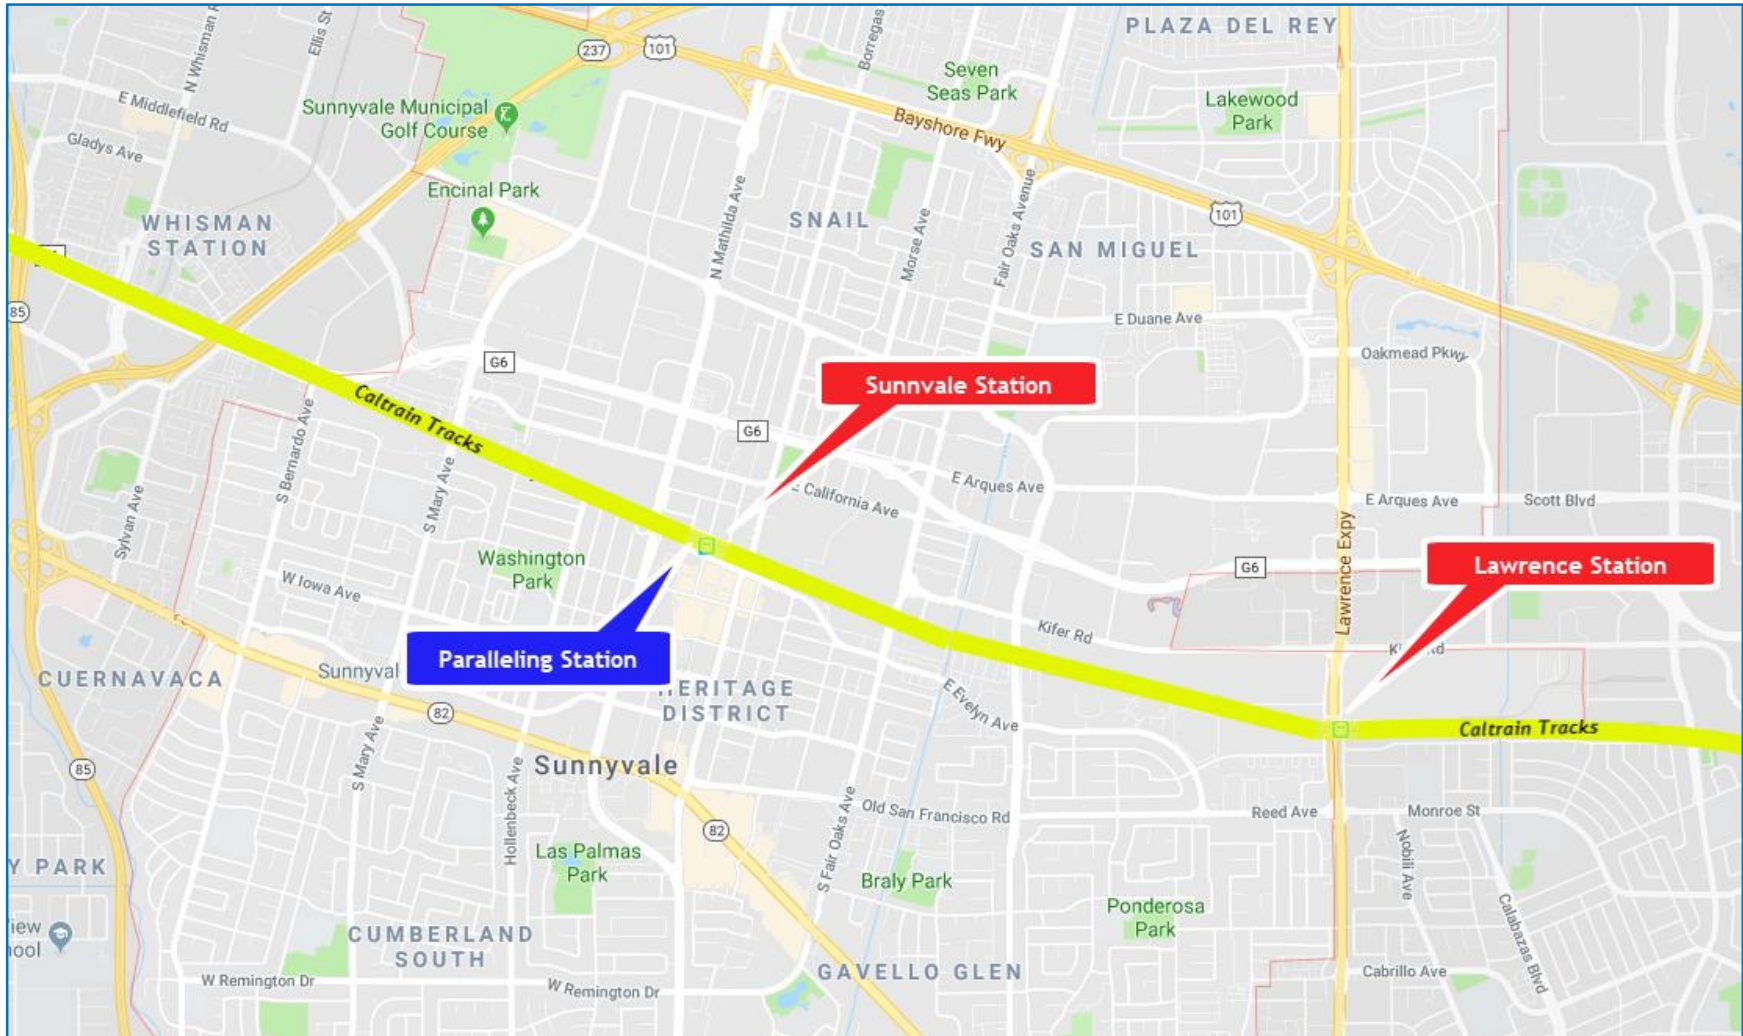 PLAZA DEL REY
Ellis St
N Whisman
Borregas
237
101
Seven
Seas Park
Lakewood
Park
E Middlefield Rd
Sunnyvale Municipal
Golf Course
Bayshore Fwy
Gladys Ave
Encinal Park
N Mathilda Ave
Morse Ave
Fair Oaks Avenue
101
WHISMAN
STATION
SNAIL
SAN MIGUEL
85
E Duane Ave
Oakmead Pkwy
G6
Sunnvale Station
Caltrain Tracks
S Bernardo Ave
S Mary Ave
G6
E Arques Ave
E California Ave
E Arques Ave
Scott Blvd
Sylvan Ave
Lawrence Expy
Washington
Park
G6
Lawrence Station
W Iowa Ave
Kifer Rd
Paralleling Station
CUERNAVACA
Sunnyval
HERITAGE
DISTRICT
E Evelyn Ave
82
Caltrain Tracks
S Mary Ave
Hollenbeck Ave
Sunnyvale
85
Old San Francisco Rd
Reed Ave
Monroe St
82
S Fair Oaks Ave
Nobili Ave
Las Palmas
Park
Y PARK
Braly Park
Ponderosa
Park
Calabazas Blvd
CUMBERLAND
SOUTH
GAVELLO GLEN
W Remington Dr
W Remington Dr
Cabrillo Ave